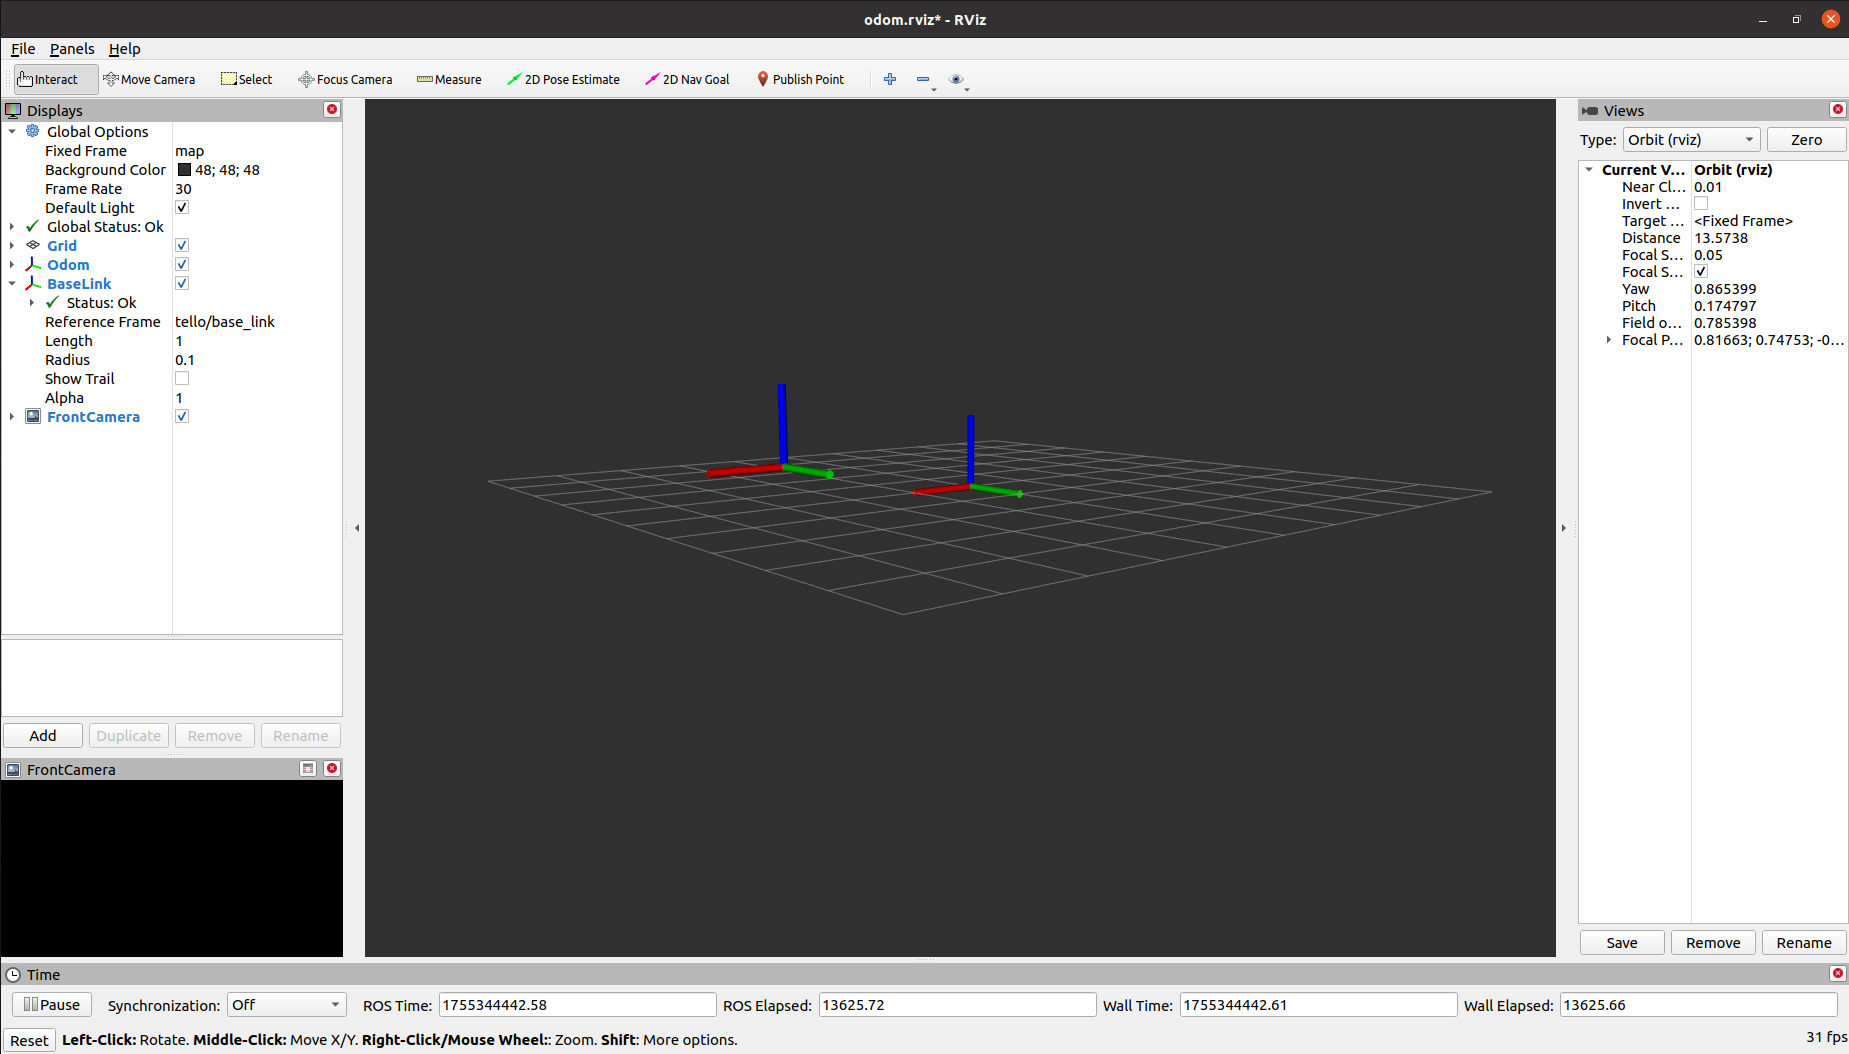 odom.rviz* - RViz
File Panels Help
Interact Move Camera Select Focus Camera Measure 2D Pose Estimate 2D Nav Goal Publish Point
Displays
Global Options
Fixed Frame map
Background Color 48; 48; 48
Frame Rate 30
Default Light
Global Status: Ok
Grid
Odom
BaseLink
Status: Ok
Reference Frame tello/base_link
Length 1
Radius 0.1
Show Trail
Alpha 1
FrontCamera
Add Duplicate Remove Rename
FrontCamera
Views
Type: Orbit (rviz) Zero
Current V... Orbit (rviz)
Near Cl... 0.01
Invert ...
Target ... <Fixed Frame>
Distance 13.5738
Focal S... 0.05
Focal S...
Yaw 0.865399
Pitch 0.174797
Field o... 0.785398
Focal P... 0.81663; 0.74753; -0...
Save Remove Rename
Time
Pause Synchronization: Off ROS Time: 1755344442.58 ROS Elapsed: 13625.72 Wall Time: 1755344442.61 Wall Elapsed: 13625.66
Reset Left-Click: Rotate. Middle-Click: Move X/Y. Right-Click/Mouse Wheel:: Zoom. Shift: More options. 31 fps